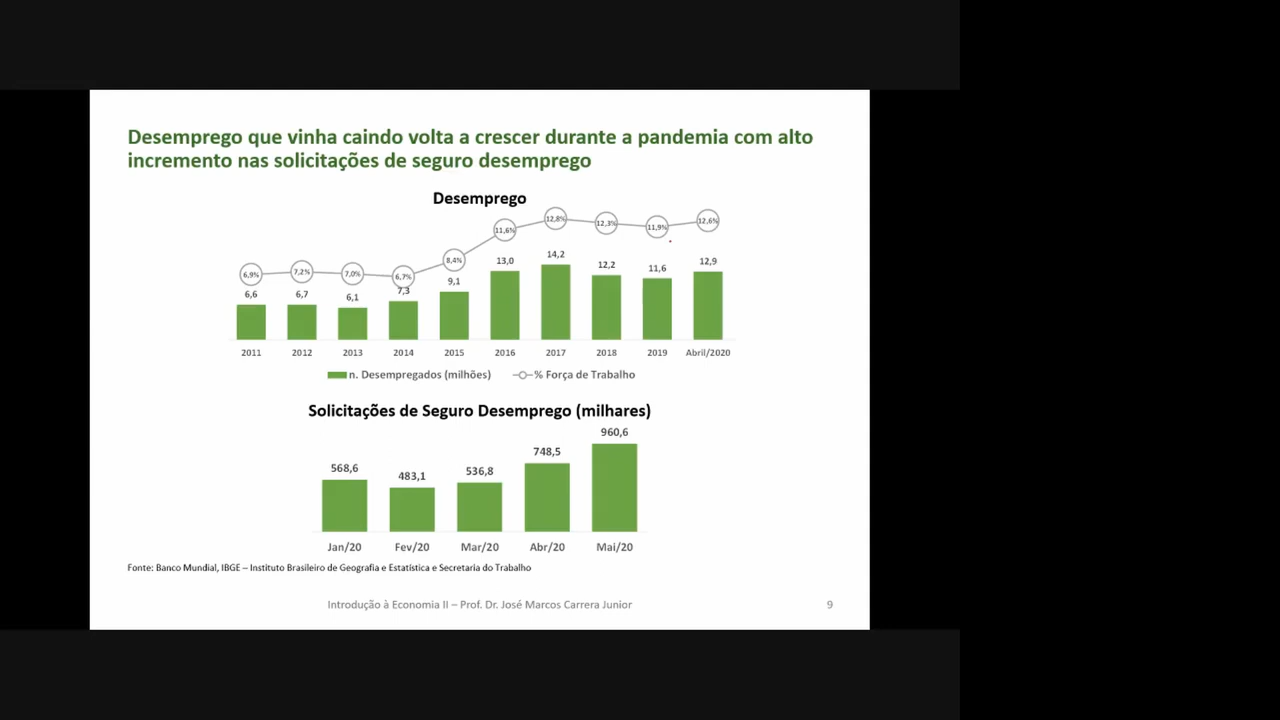 Desemprego que vinha caindo volta a crescer durante a pandemia com alto
incremento nas solicitações de seguro desemprego
Desemprego
6,9% 7,2% 7,0% 6,7% 8,4% 11,6% 12,8% 12,3% 11,9% 12,6%
6,6 6,7 6,1 7,3 9,1 13,0 14,2 12,2 11,6 12,9
2011 2012 2013 2014 2015 2016 2017 2018 2019 Abril/2020
n. Desempregados (milhões) % Força de Trabalho
Solicitações de Seguro Desemprego (milhares)
568,6 483,1 536,8 748,5 960,6
Jan/20 Fev/20 Mar/20 Abr/20 Mai/20
Fonte: Banco Mundial, IBGE – Instituto Brasileiro de Geografia e Estatística e Secretaria do Trabalho
Introdução à Economia II – Prof. Dr. José Marcos Carrera Junior 9